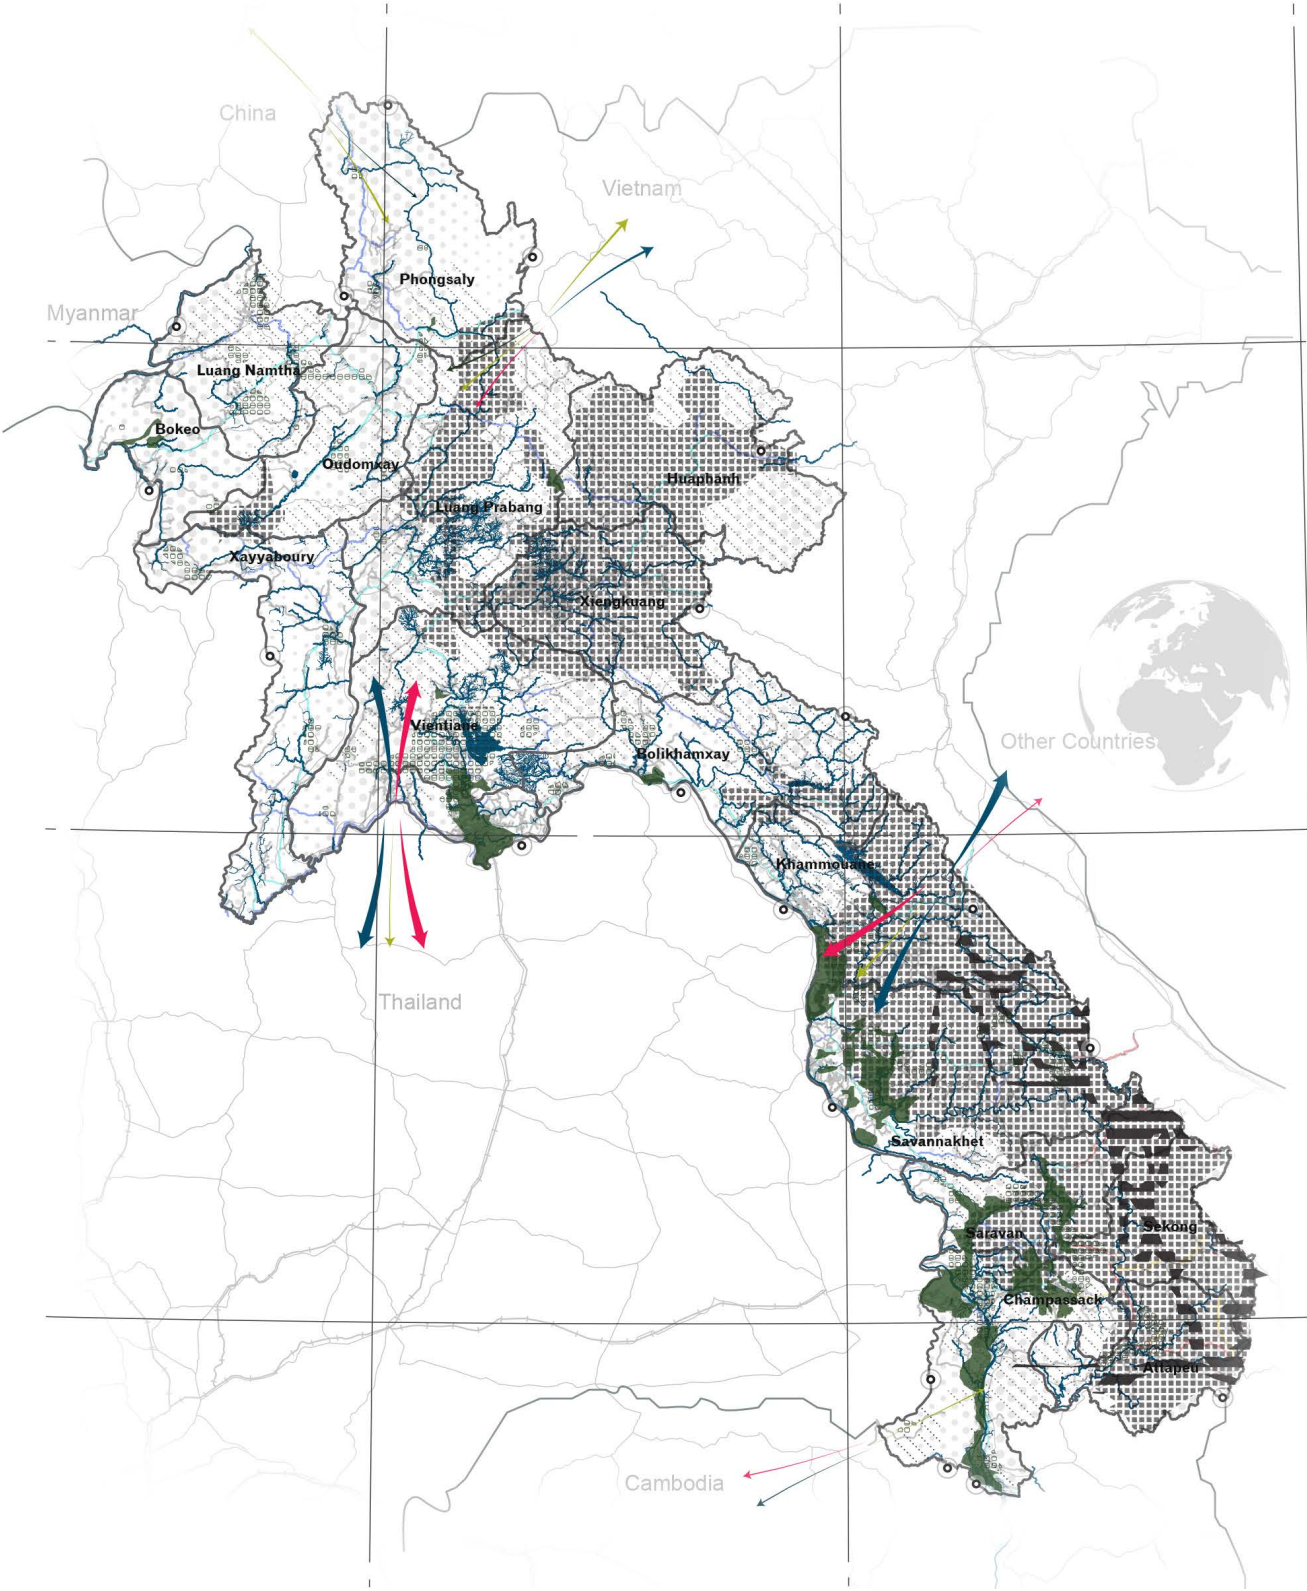 China
Vietnam
Phongsaly
Myanmar
Luang Namtha
Bokeo
Oudomxay
Huaphanh
Luang Prabang
Xayyaboury
Xiengkuang
Vientiane
Other Countries
Bolikhamxay
Khammouane
Thailand
Savannakhet
Sekong
Saravan
Champassack
Attapeu
Cambodia